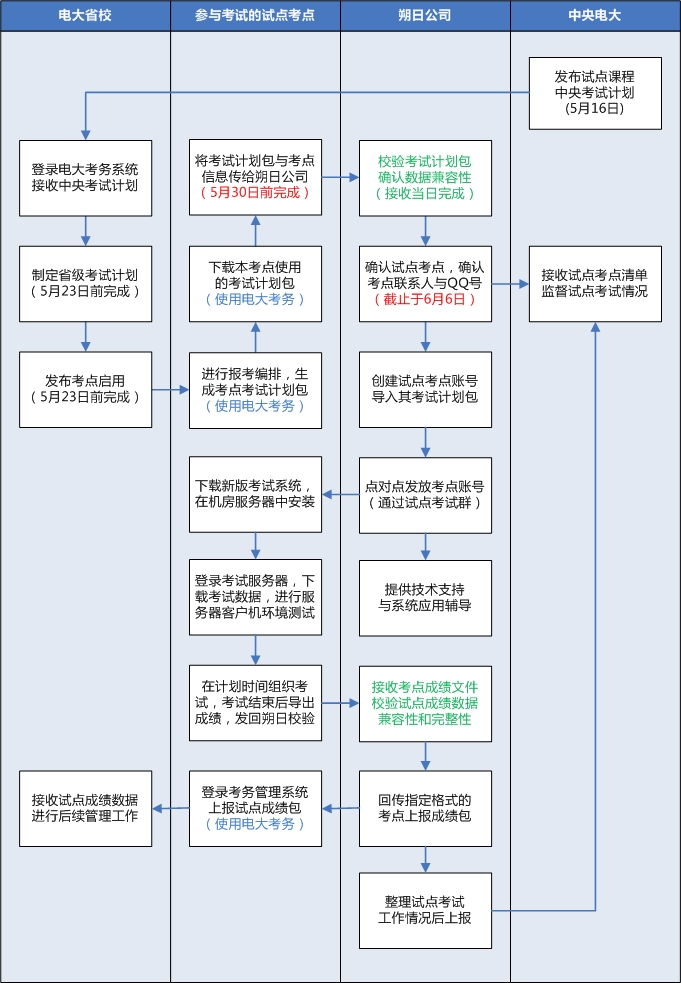 电大省校
参与考试的试点考点
朔日公司
中央电大
发布试点课程
中央考试计划
(5月16日)
登录电大考务系统
接收中央考试计划
将考试计划包与考点
信息传给朔日公司
（5月30日前完成）
校验考试计划包
确认数据兼容性
（接收当日完成）
制定省级考试计划
（5月23日前完成）
下载本考点使用
的考试计划包
（使用电大考务）
确认试点考点，确认
考点联系人与QQ号
（截止于6月6日）
接收试点考点清单
监督试点考试情况
发布考点启用
（5月23日前完成）
进行报考编排，生
成考点考试计划包
（使用电大考务）
创建试点考点账号
导入其考试计划包
下载新版考试系统，
在机房服务器中安装
点对点发放考点账号
（通过试点考试群）
登录考试服务器，下
载考试数据，进行服
务器客户机环境测试
提供技术支持
与系统应用辅导
在计划时间组织考
试，考试结束后导出
成绩，发回朔日校验
接收考点成绩文件
校验试点成绩数据
兼容性和完整性
接收试点成绩数据
进行后续管理工作
登录考务管理系统
上报试点成绩包
（使用电大考务）
回传指定格式的
考点上报成绩包
整理试点考试
工作情况后上报